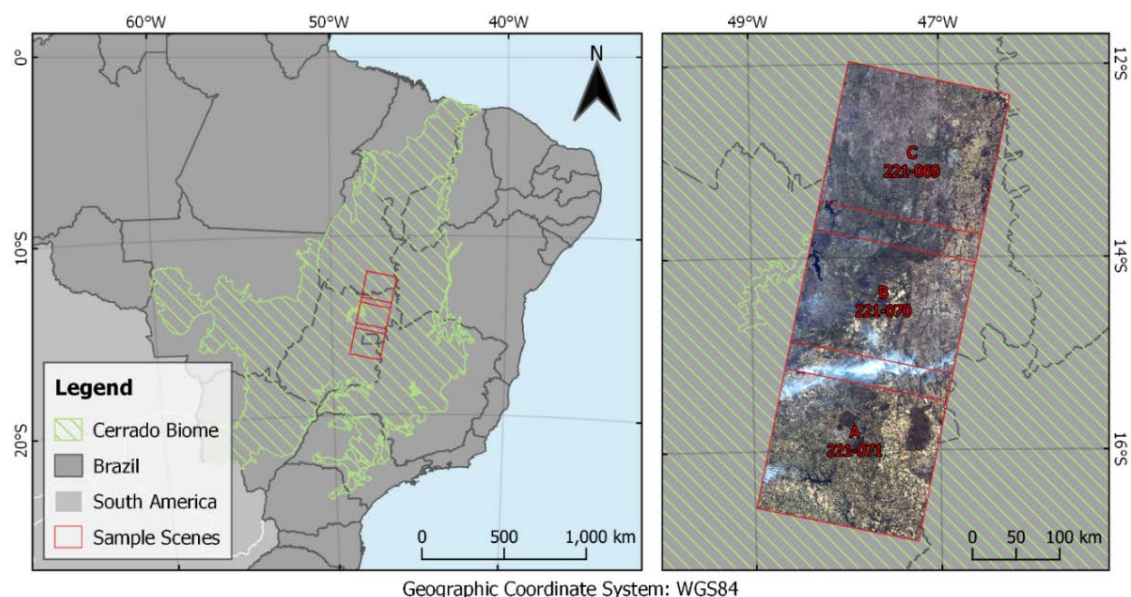 60°W
50°W
40°W
0°
10°S
20°S
N
Legend
Cerrado Biome
Brazil
South America
Sample Scenes
0 500 1,000 km
49°W
47°W
12°S
14°S
16°S
C
221-069
B
221-070
A
221-071
0 50 100 km
Geographic Coordinate System: WGS84